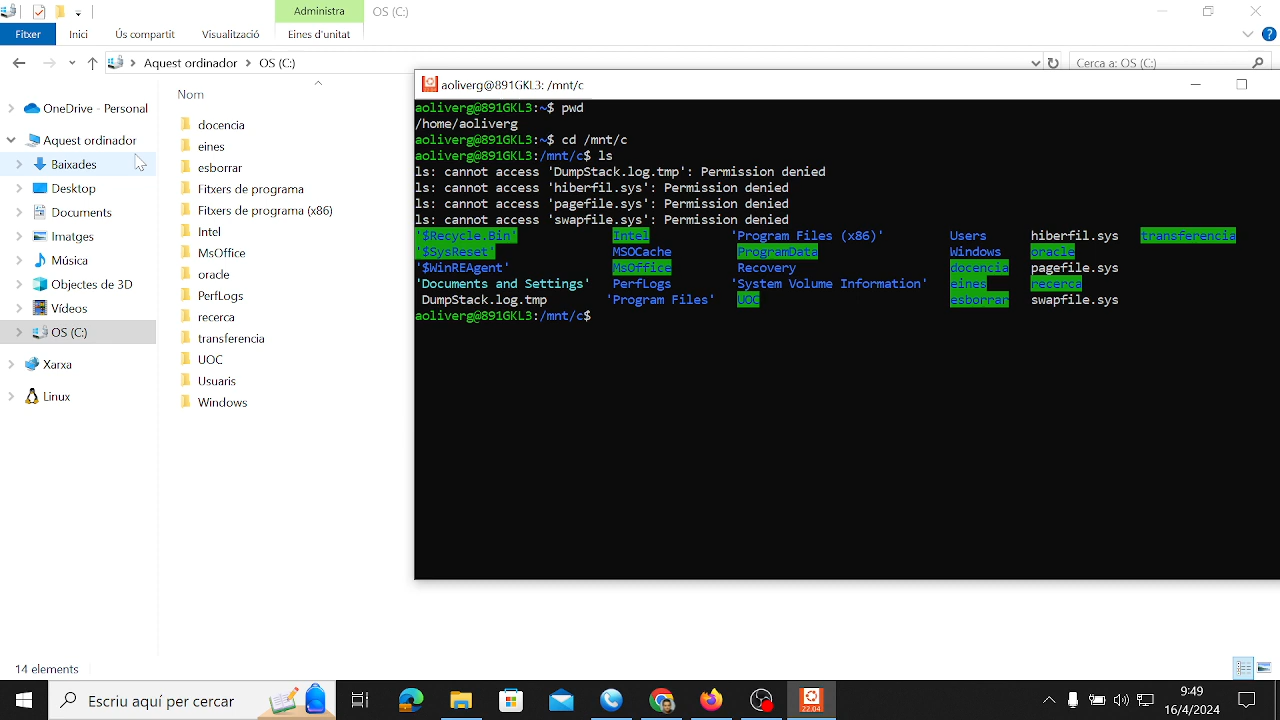 Administra
OS (C:)
Fitxer Inici Ús compartit Visualització Eines d'unitat
Aquest ordinador OS (C:)
Cerca a: OS (C:)
OneDrive - Personal
Aquest ordinador
Baixades
Desktop
Documents
Imatges
Música
Objectes de 3D
Vídeos
OS (C:)
Xarxa
Linux
Nom
docencia
eines
esborrar
Fitxers de programa
Fitxers de programa (x86)
Intel
MsOffice
oracle
PerfLogs
recerca
transferencia
UOC
Usuaris
Windows
aoliverg@891GKL3: /mnt/c
aoliverg@891GKL3:~$ pwd
/home/aoliverg
aoliverg@891GKL3:~$ cd /mnt/c
aoliverg@891GKL3:/mnt/c$ ls
ls: cannot access 'DumpStack.log.tmp': Permission denied
ls: cannot access 'hiberfil.sys': Permission denied
ls: cannot access 'pagefile.sys': Permission denied
ls: cannot access 'swapfile.sys': Permission denied
'$Recycle.Bin' Intel 'Program Files (x86)' Users hiberfil.sys transferencia
'$SysReset' MSOCache ProgramData Windows oracle
'$WinREAgent' MsOffice Recovery docencia pagefile.sys
'Documents and Settings' PerfLogs 'System Volume Information' eines recerca
DumpStack.log.tmp 'Program Files' UOC esborrar swapfile.sys
aoliverg@891GKL3:/mnt/c$
14 elements
Escriu aquí per cercar
22.04
9:49
16/4/2024